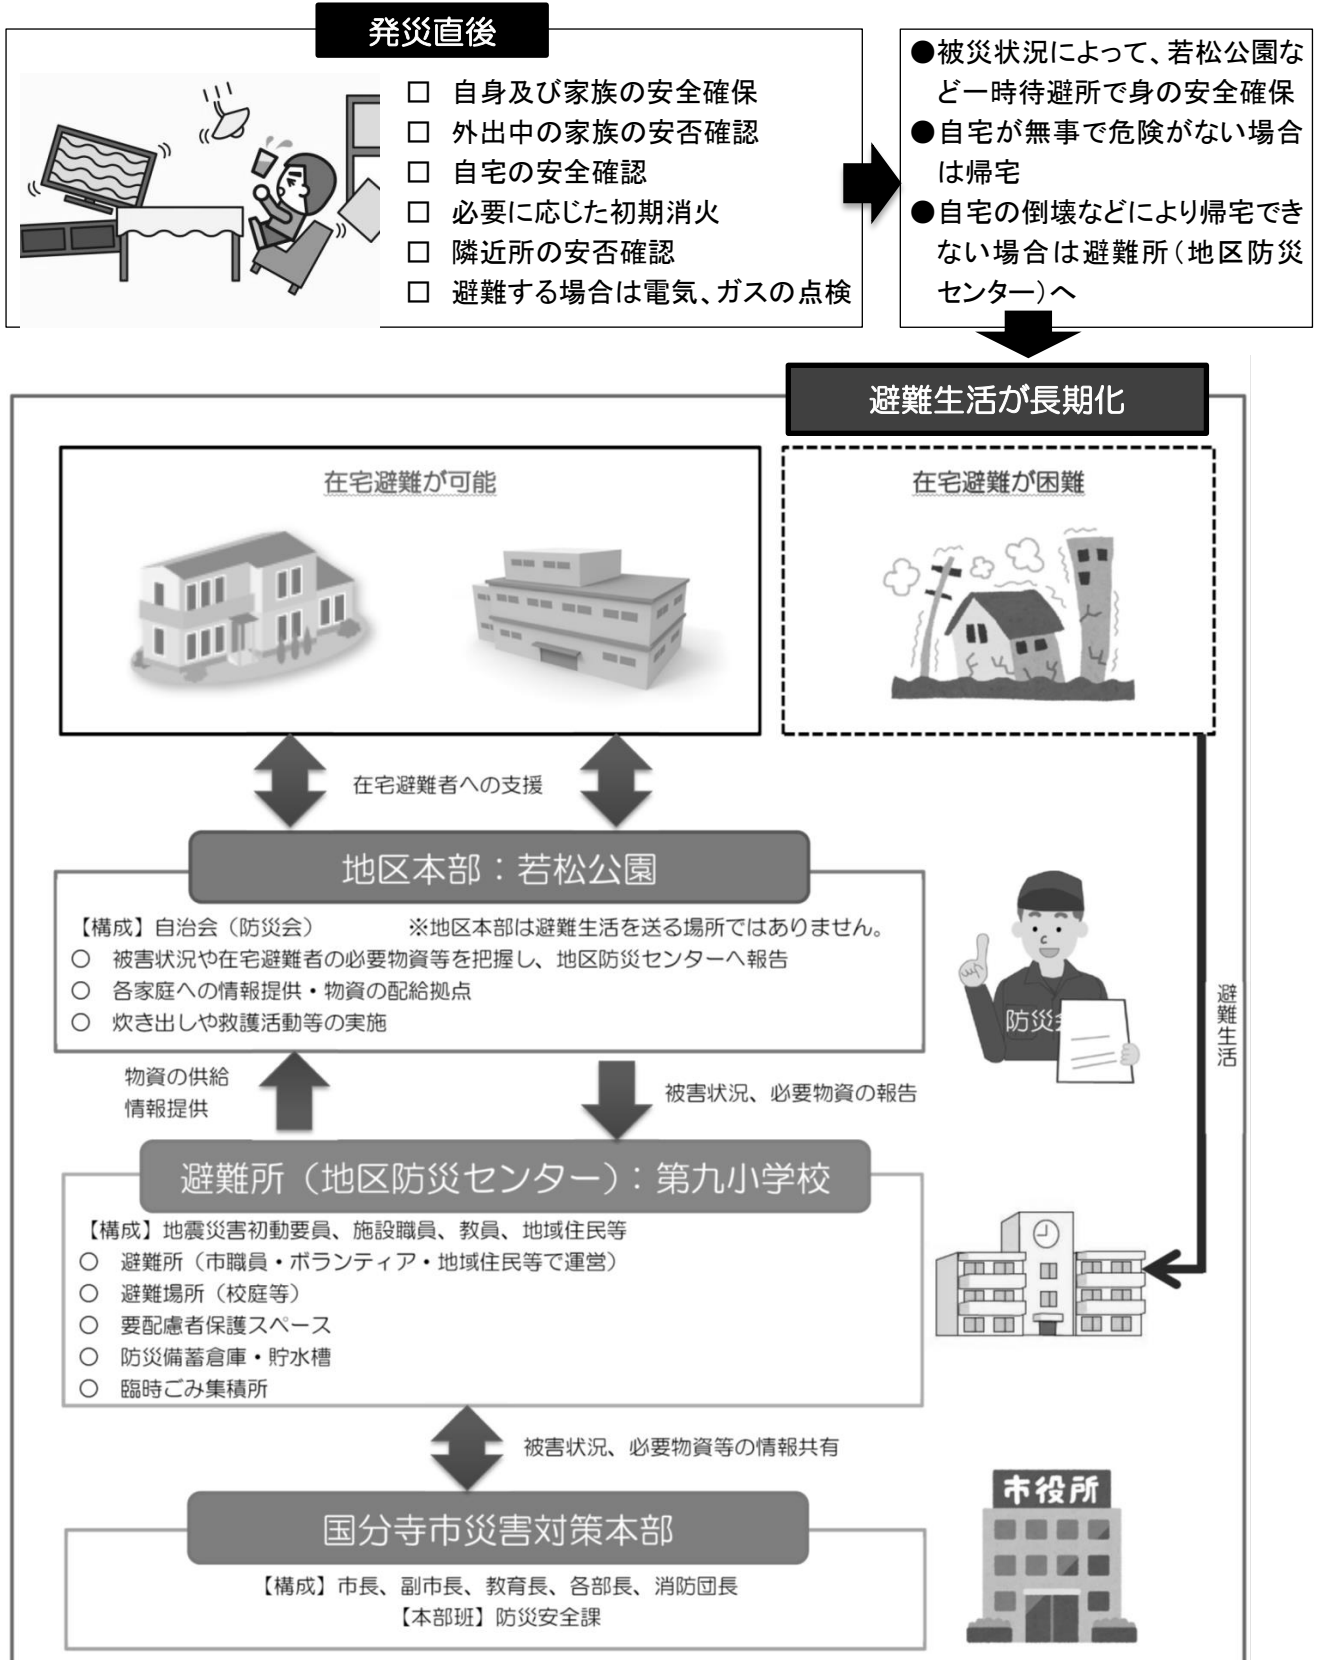 発災直後
□ 自身及び家族の安全確保
□ 外出中の家族の安否確認
□ 自宅の安全確認
□ 必要に応じた初期消火
□ 隣近所の安否確認
□ 避難する場合は電気、ガスの点検
●被災状況によって、若松公園な
ど一時待避所で身の安全確保
●自宅が無事で危険がない場合
は帰宅
●自宅の倒壊などにより帰宅でき
ない場合は避難所(地区防災
センター)へ
避難生活が長期化
在宅避難が可能
在宅避難が困難
在宅避難者への支援
地区本部：若松公園
【構成】自治会（防災会） ※地区本部は避難生活を送る場所ではありません。
○ 被害状況や在宅避難者の必要物資等を把握し、地区防災センターへ報告
○ 各家庭への情報提供・物資の配給拠点
○ 炊き出しや救護活動等の実施
防災会
避難生活
物資の供給
情報提供
被害状況、必要物資の報告
避難所（地区防災センター）：第九小学校
【構成】地震災害初動要員、施設職員、教員、地域住民等
○ 避難所（市職員・ボランティア・地域住民等で運営）
○ 避難場所（校庭等）
○ 要配慮者保護スペース
○ 防災備蓄倉庫・貯水槽
○ 臨時ごみ集積所
被害状況、必要物資等の情報共有
国分寺市災害対策本部
【構成】市長、副市長、教育長、各部長、消防団長
【本部班】防災安全課
市役所